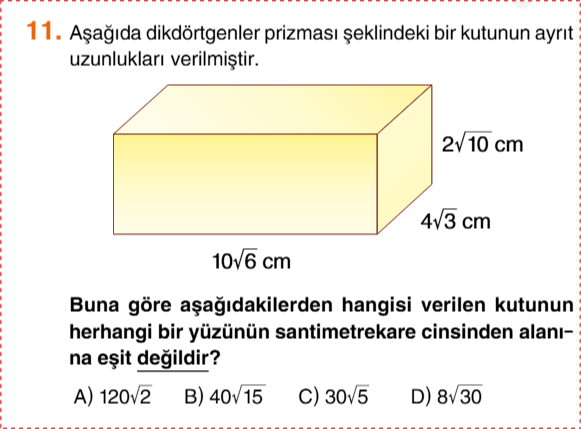 11. Aşağıda dikdörtgenler prizması şeklindeki bir kutunun ayrıt
uzunlukları verilmiştir.
2√10 cm
4√3 cm
10√6 cm
Buna göre aşağıdakilerden hangisi verilen kutunun
herhangi bir yüzünün santimetrekare cinsinden alanı-
na eşit değildir?
A) 120√2 B) 40√15 C) 30√5 D) 8√30